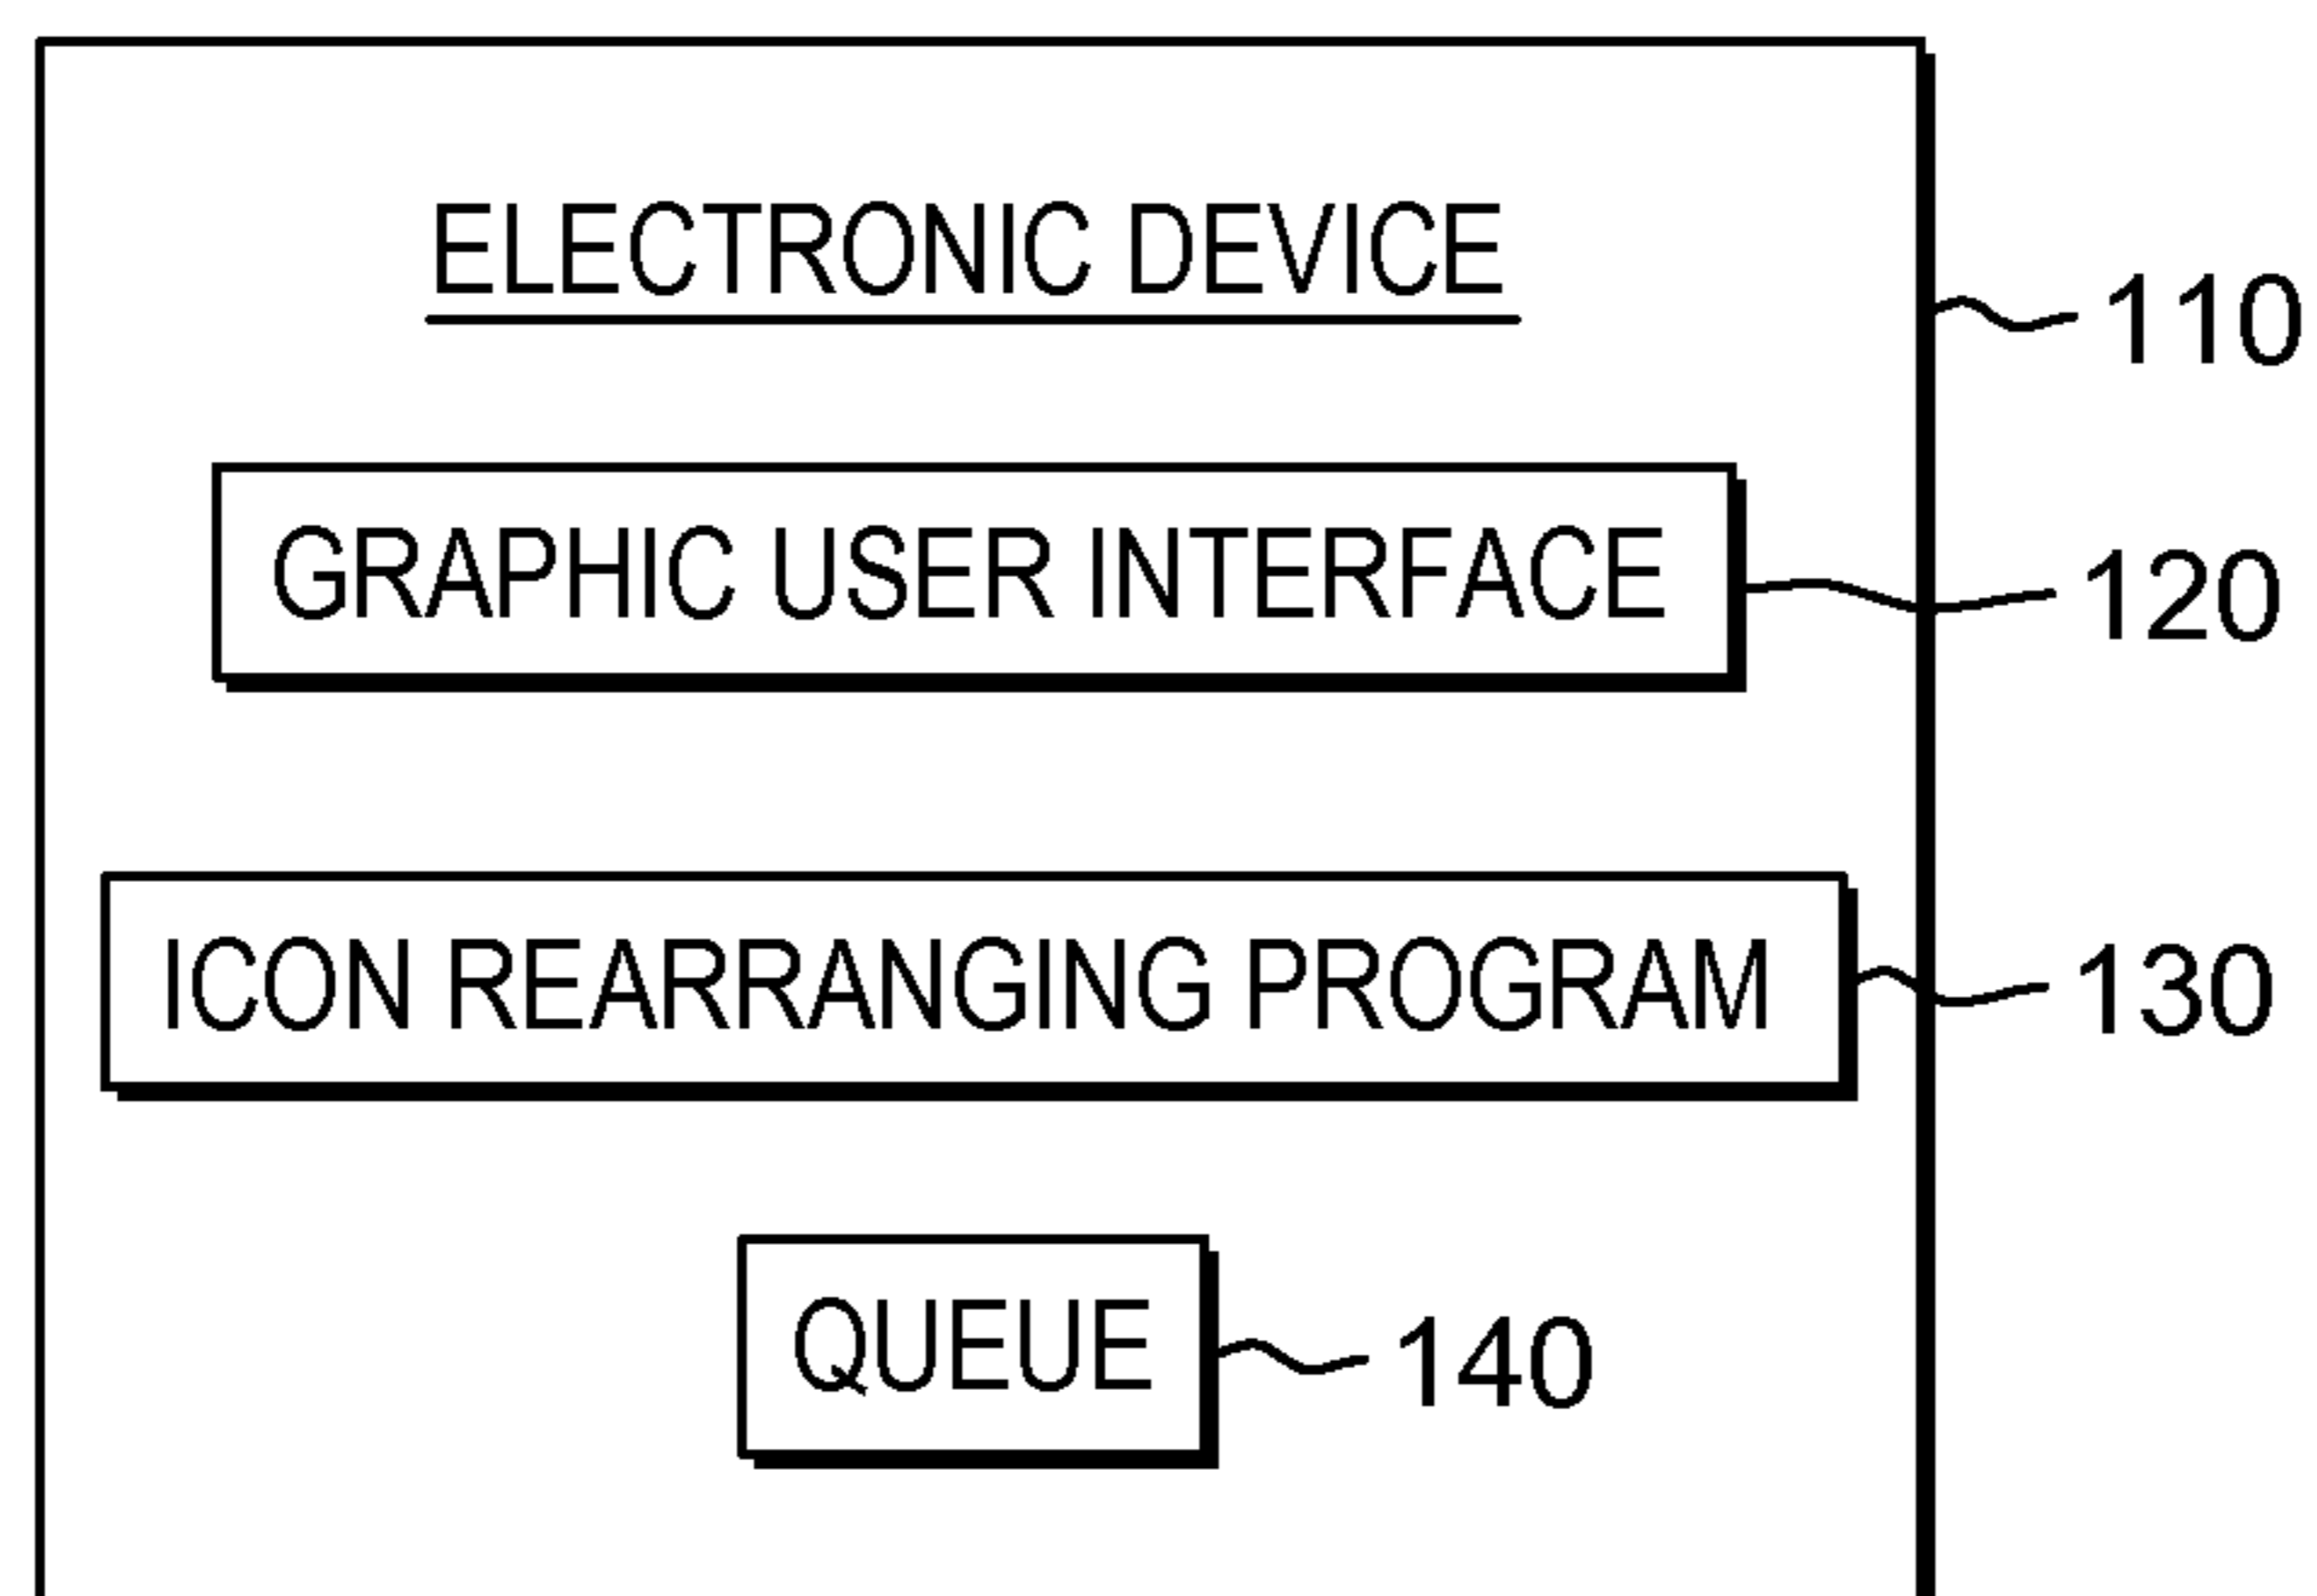 ELECTRONIC DEVICE
110
GRAPHIC USER INTERFACE
120
ICON REARRANGING PROGRAM
130
QUEUE
140